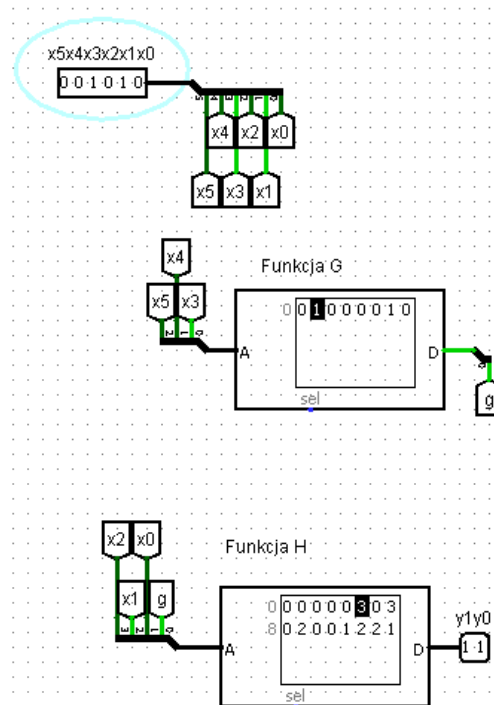 x5x4x3x2x1x0
0 0 1 0 1 0
x4 x2 x0
x5 x3 x1
x4
Funkcja G
x5 x3
0 0 1 0 0 0 0 1 0
A
D
sel
g
x2 x0
Funkcja H
x1 g
0 0 0 0 0 0 3 0 3
y1y0
8 0 2 0 0 1 2 2 1
A
D
1 1
sel